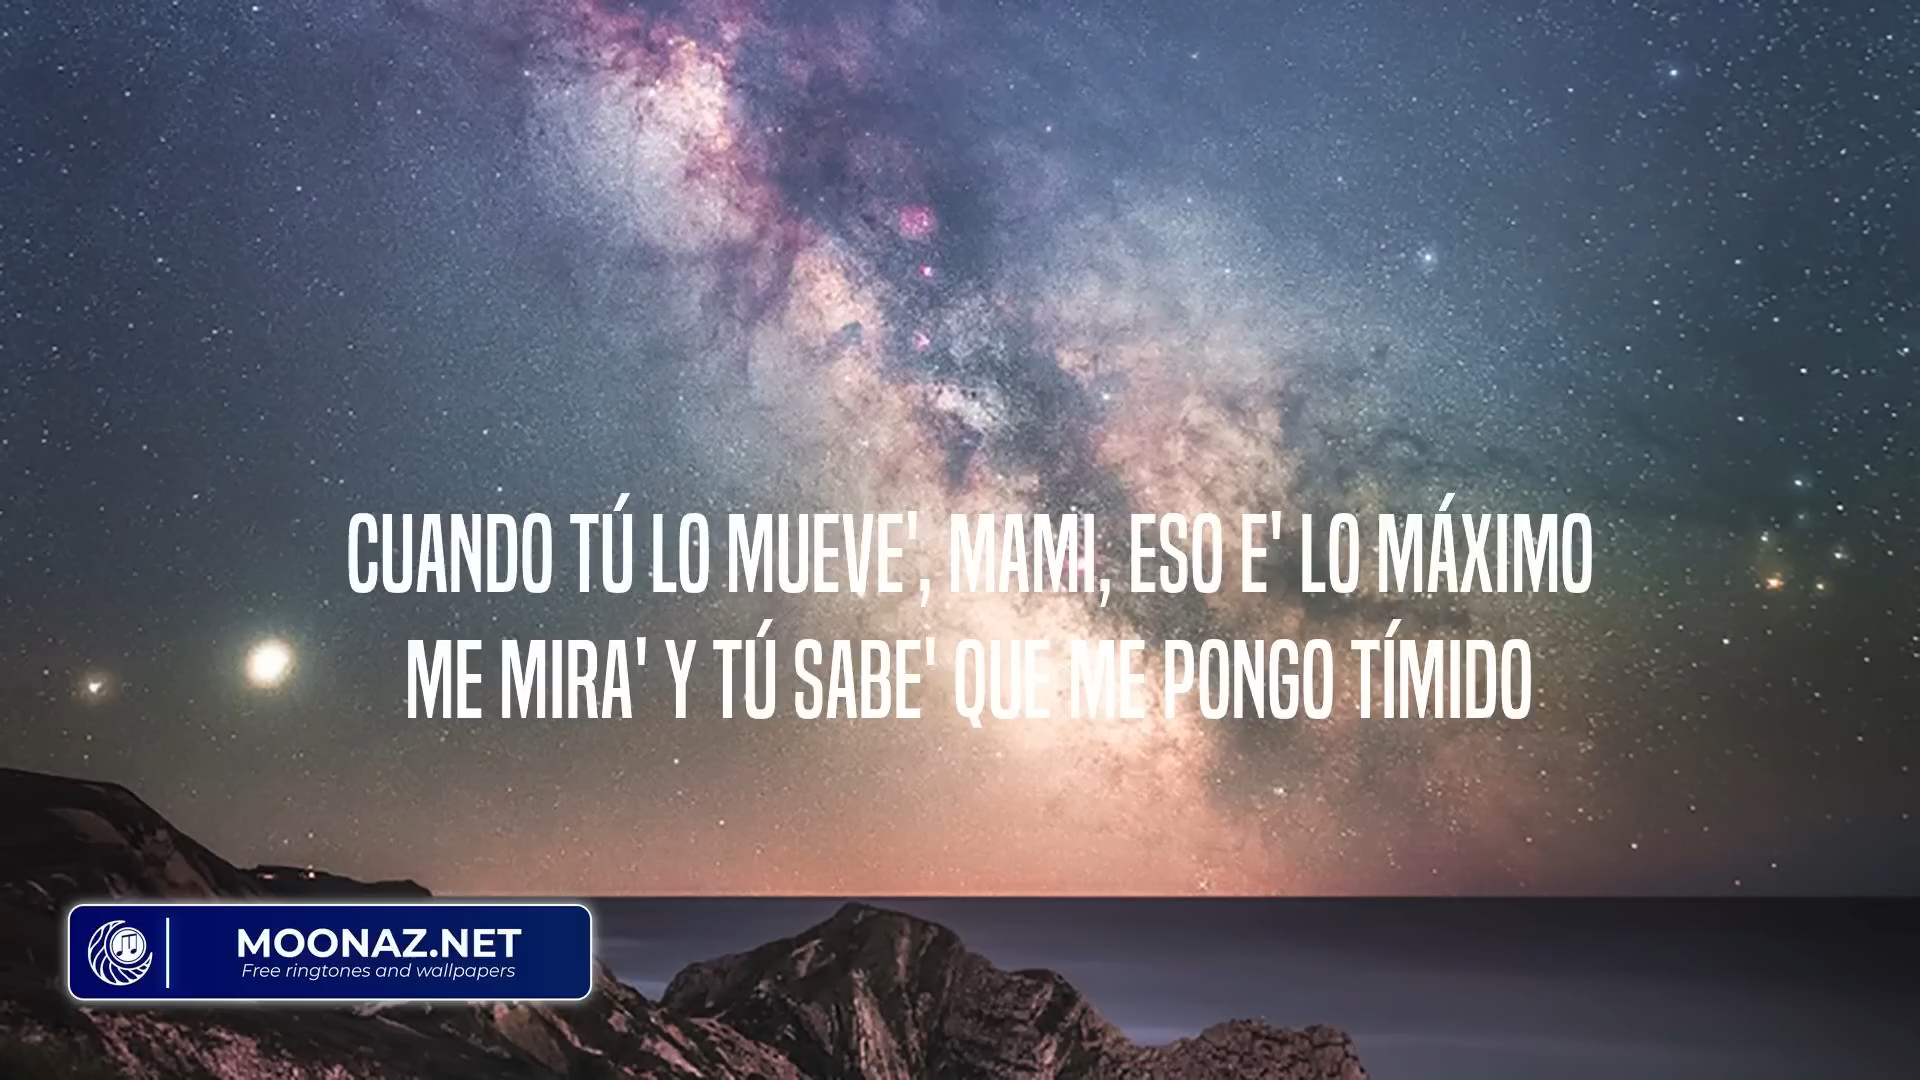 CUANDO TÚ LO MUEVE', MAMI, ESO E' LO MÁXIMO
ME MIRA' Y TÚ SABE' QUE ME PONGO TÍMIDO
MOONAZ.NET
Free ringtones and wallpapers